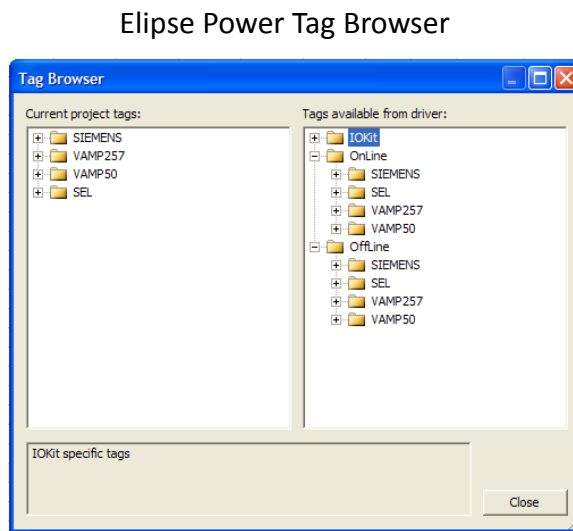 Elipse Power Tag Browser
Tag Browser
Current project tags:
SIEMENS
VAMP257
VAMP50
SEL
Tags available from driver:
IOKit
OnLine
SIEMENS
SEL
VAMP257
VAMP50
OffLine
SIEMENS
SEL
VAMP257
VAMP50
IOKit specific tags
Close